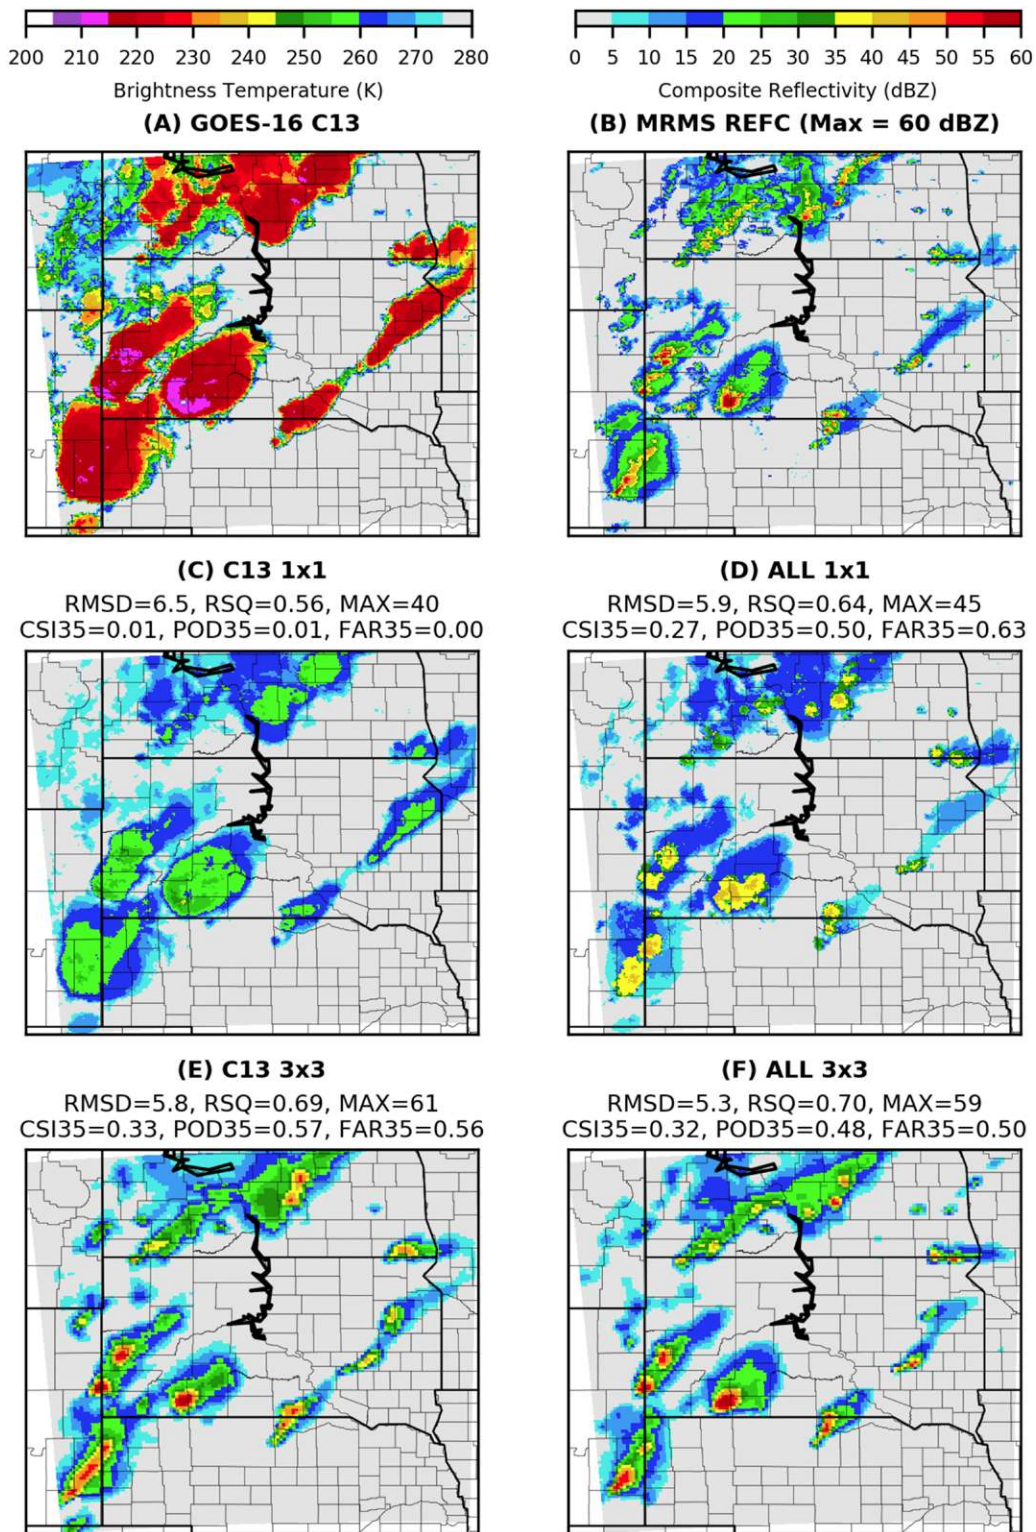 200 210 220 230 240 250 260 270 280
Brightness Temperature (K)
0 5 10 15 20 25 30 35 40 45 50 55 60
Composite Reflectivity (dBZ)
(A) GOES-16 C13
(B) MRMS REFC (Max = 60 dBZ)
(C) C13 1x1
RMSD=6.5, RSQ=0.56, MAX=40
CSI35=0.01, POD35=0.01, FAR35=0.00
(D) ALL 1x1
RMSD=5.9, RSQ=0.64, MAX=45
CSI35=0.27, POD35=0.50, FAR35=0.63
(E) C13 3x3
RMSD=5.8, RSQ=0.69, MAX=61
CSI35=0.33, POD35=0.57, FAR35=0.56
(F) ALL 3x3
RMSD=5.3, RSQ=0.70, MAX=59
CSI35=0.32, POD35=0.48, FAR35=0.50